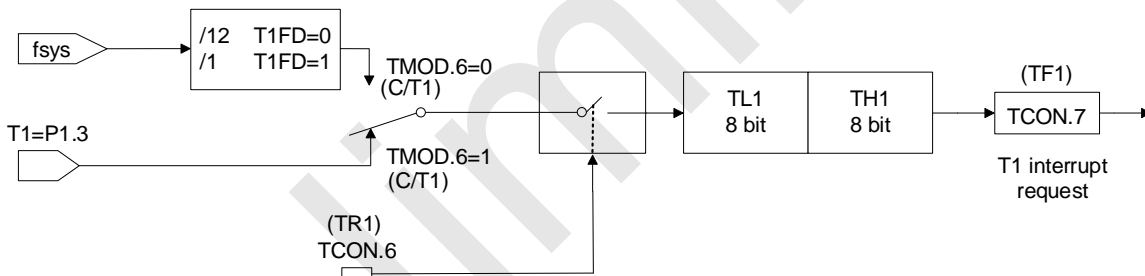 fsys
/12 T1FD=0
/1 T1FD=1
TMOD.6=0
(C/T1)
T1=P1.3
TMOD.6=1
(C/T1)
(TR1)
TCON.6
TL1
8 bit
TH1
8 bit
(TF1)
TCON.7
T1 interrupt
request